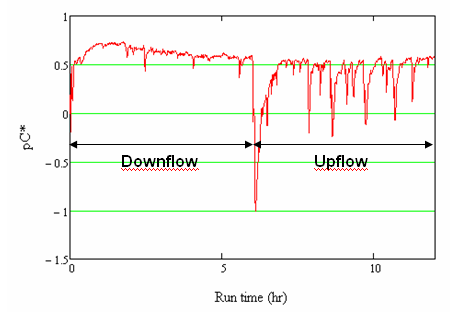 1
0.5
0
− 0.5
− 1
− 1.5
pC*
Downflow
Upflow
0
5
10
Run time (hr)